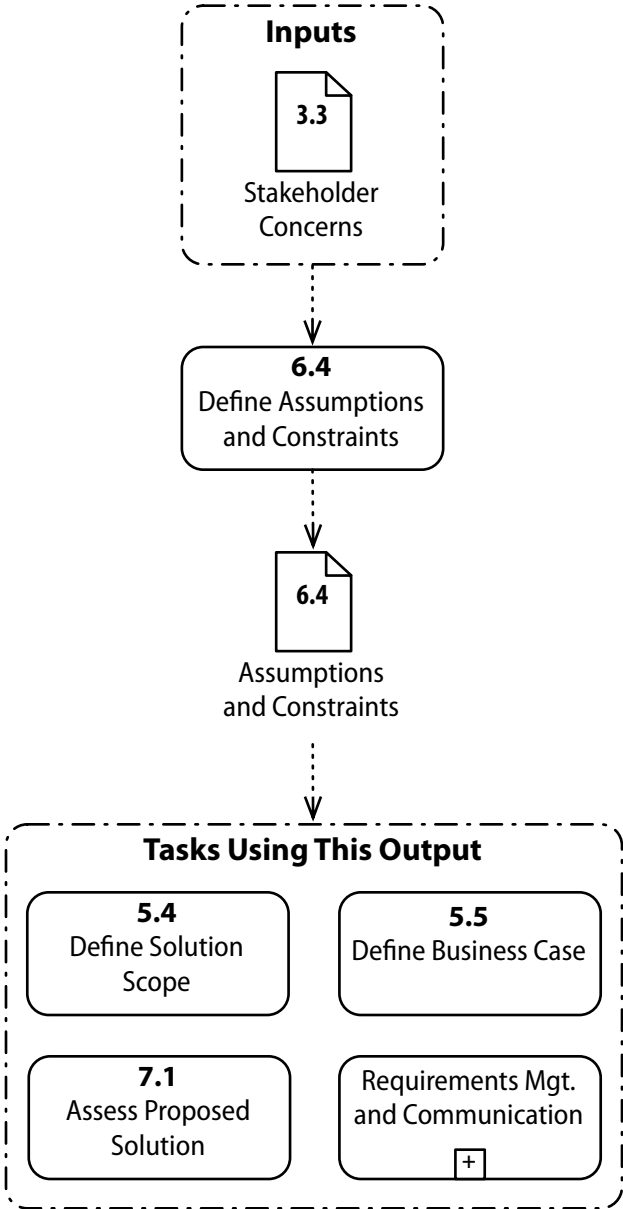 Inputs
3.3
Stakeholder
Concerns
6.4
Define Assumptions
and Constraints
6.4
Assumptions
and Constraints
Tasks Using This Output
5.4
Define Solution
Scope
5.5
Define Business Case
7.1
Assess Proposed
Solution
Requirements Mgt.
and Communication
+